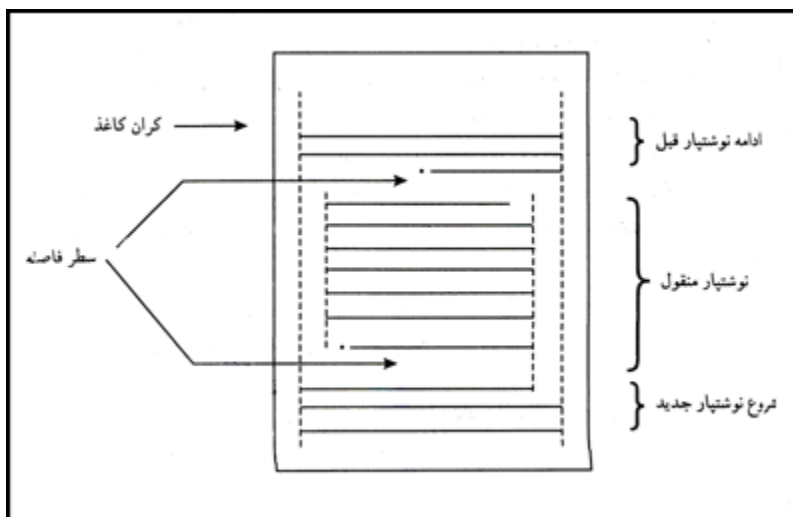 کران کاغذ
ادامه نوشتپار قبل
سطر فاصله
نوشتپار منقول
شروع نوشتپار جدید